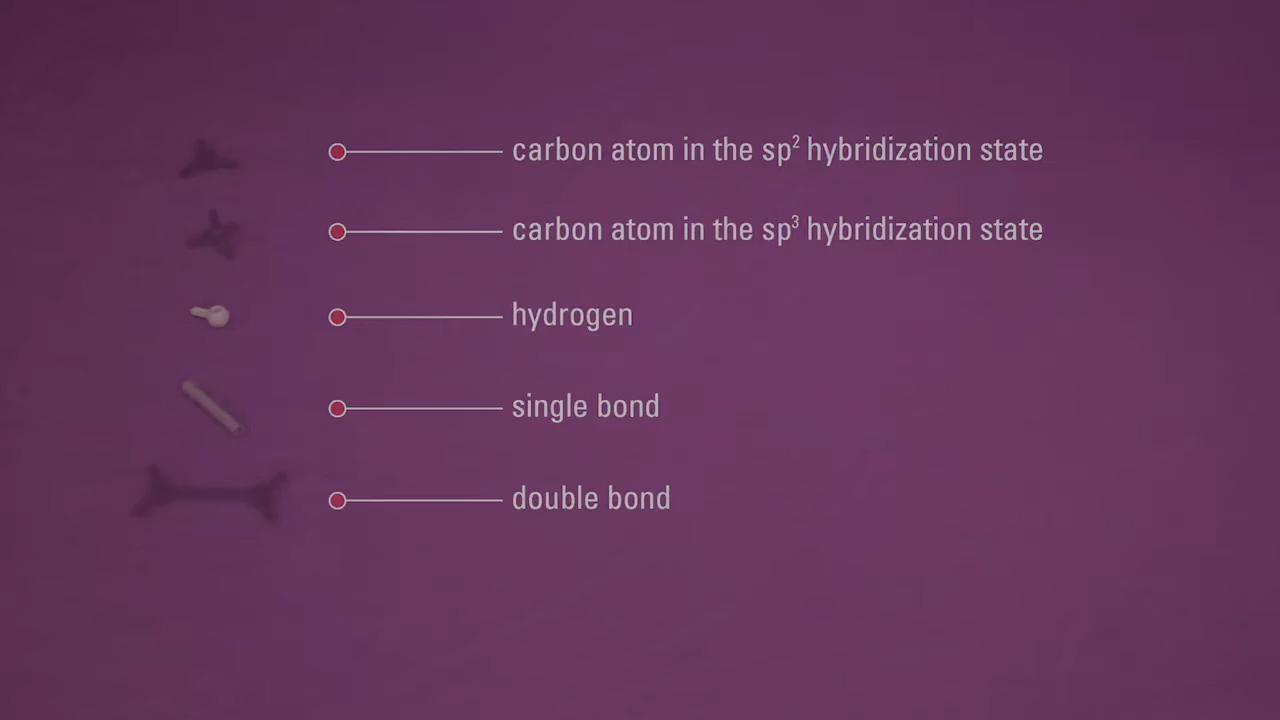 carbon atom in the sp² hybridization state
carbon atom in the sp³ hybridization state
hydrogen
single bond
double bond